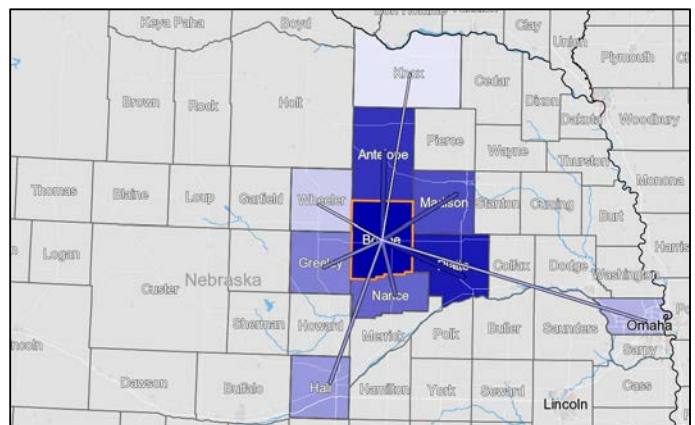 Keya Paha
Boyd
Clay
Union
Plymouth
Knox
Cedar
Brown
Rock
Holt
Dixon
Dakota
Woodbury
Antelope
Pierce
Wayne
Thurston
Monona
Thomas
Blaine
Loup
Garfield
Wheeler
Madison
Stanton
Cuming
Burt
Logan
Greeley
Colfax
Dodge
Washington
Harris
Nebraska
Custer
Nance
Omaha
Sherman
Howard
Merrick
Polk
Butler
Saunders
Sarpy
Lincoln
Dawson
Buffalo
Hall
Hamilton
York
Seward
Cass
Lincoln